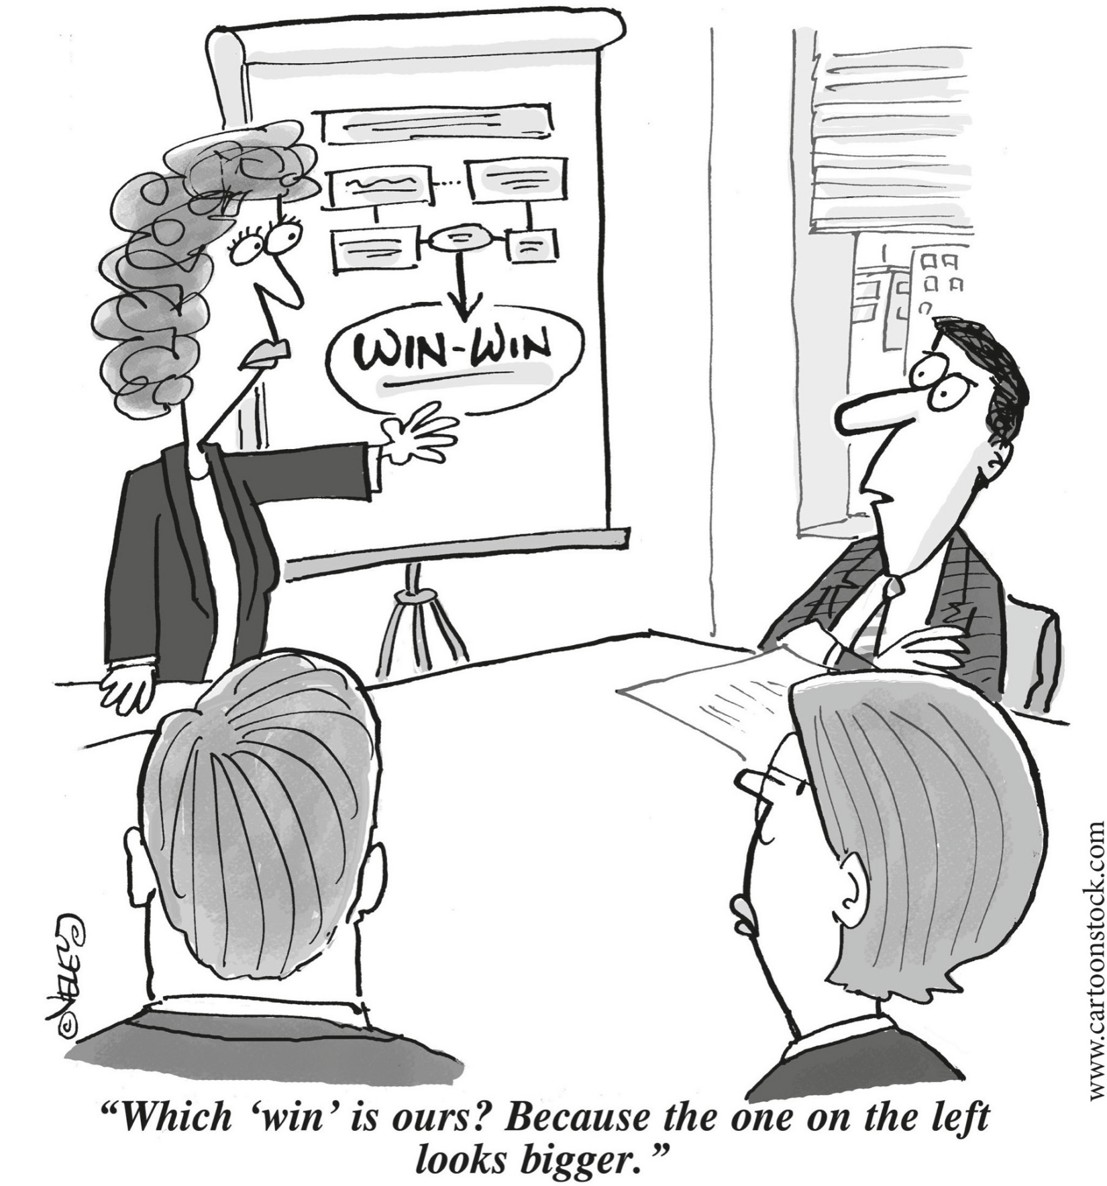 WIN-WIN
www.cartoonstock.com
“Which ‘win’ is ours? Because the one on the left
looks bigger.”